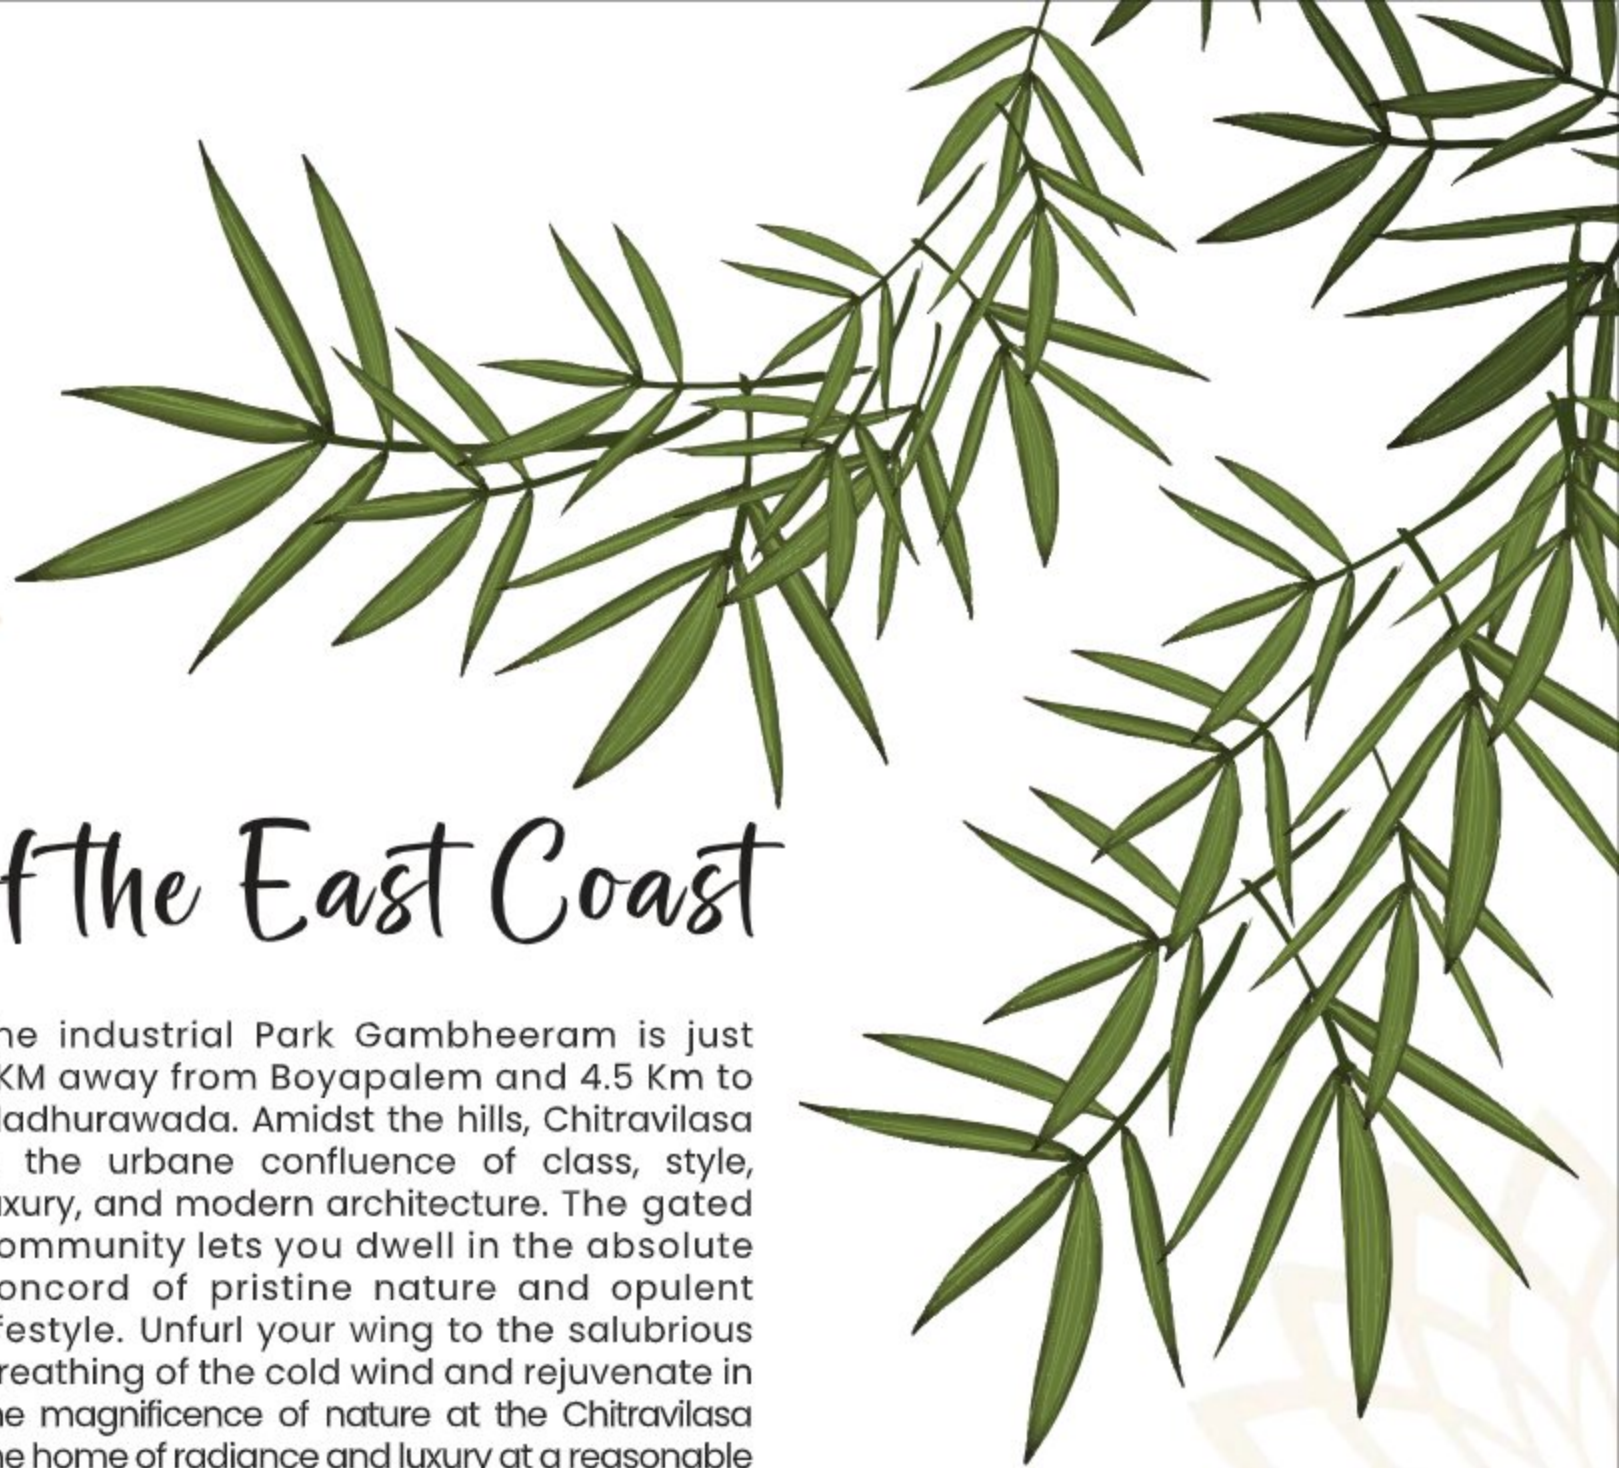 the East Coast
industrial Park Gambheeram is just
KM away from Boyapalem and 4.5 Km to
adhurawada. Amidst the hills, Chitravilasa
the urbane confluence of class, style,
xury, and modern architecture. The gated
ommunity lets you dwell in the absolute
oncord of pristine nature and opulent
festyle. Unfurl your wing to the salubrious
reathing of the cold wind and rejuvenate in
magnificence of nature at the Chitravilasa
home of radiance and luxury at a reasonable